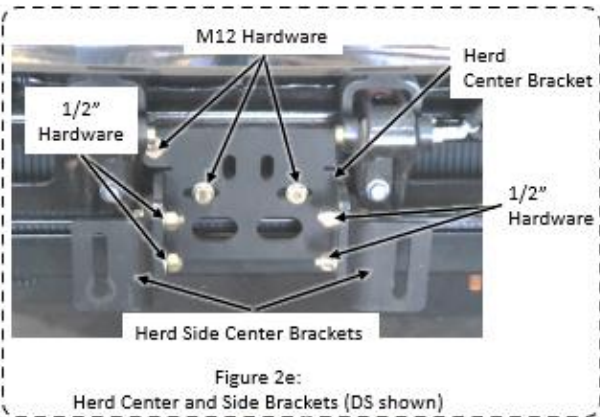 M12 Hardware
Herd
Center Bracket
1/2”
Hardware
1/2”
Hardware
Herd Side Center Brackets
Figure 2e:
Herd Center and Side Brackets (DS shown)